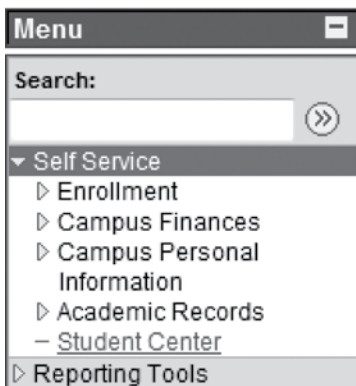 Menu
Search:
Self Service
Enrollment
Campus Finances
Campus Personal
Information
Academic Records
Student Center
Reporting Tools